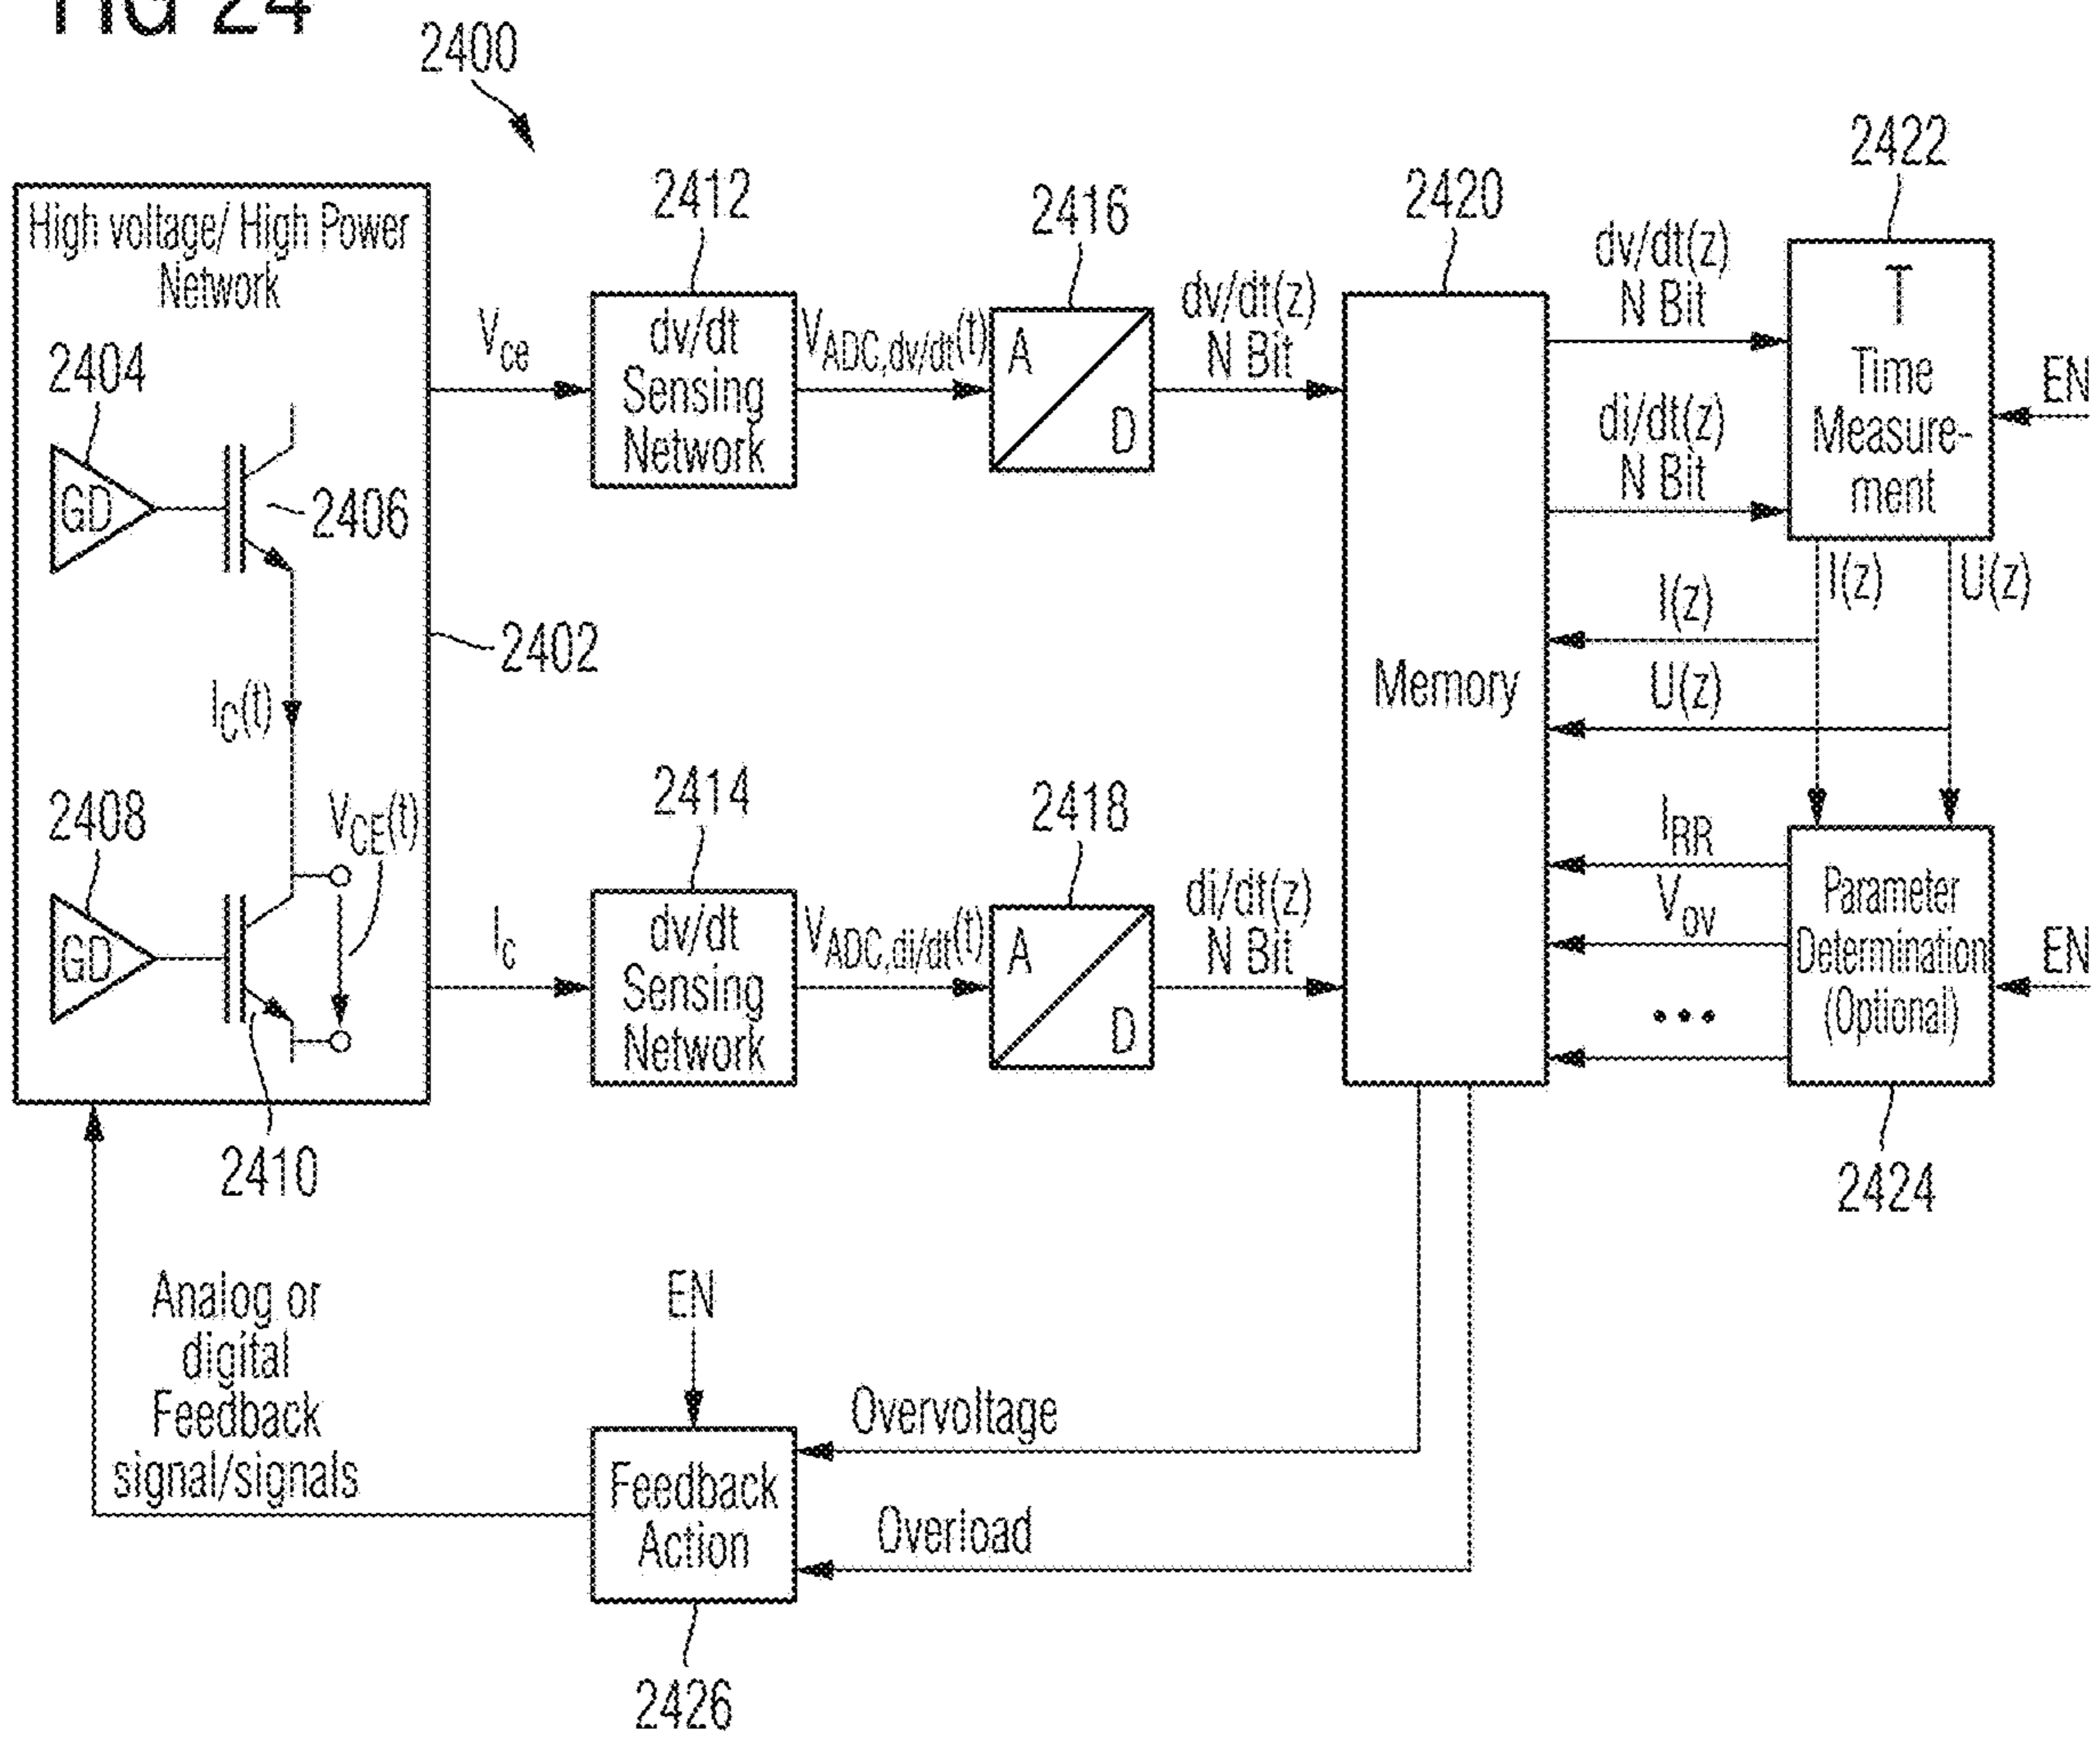 FIG 24
2400
High voltage/ High Power
Network
2404
GD
2406
2402
I_C(t)
2408
V_CE(t)
GD
2410
V_ce
2412
dv/dt
Sensing
Network
V_ADC,dv/dt(t)
2416
A
D
dv/dt(z)
N Bit
I_c
2414
dv/dt
Sensing
Network
V_ADC,di/dt(t)
2418
A
D
di/dt(z)
N Bit
2420
Memory
dv/dt(z)
N Bit
di/dt(z)
N Bit
2422
T
Time
Measure-
ment
EN
I(z)
U(z)
I(z)
U(z)
I_RR
V_ov
...
Parameter
Determination
(Optional)
EN
2424
Analog or
digital
Feedback
signal/signals
EN
Feedback
Action
2426
Overvoltage
Overload